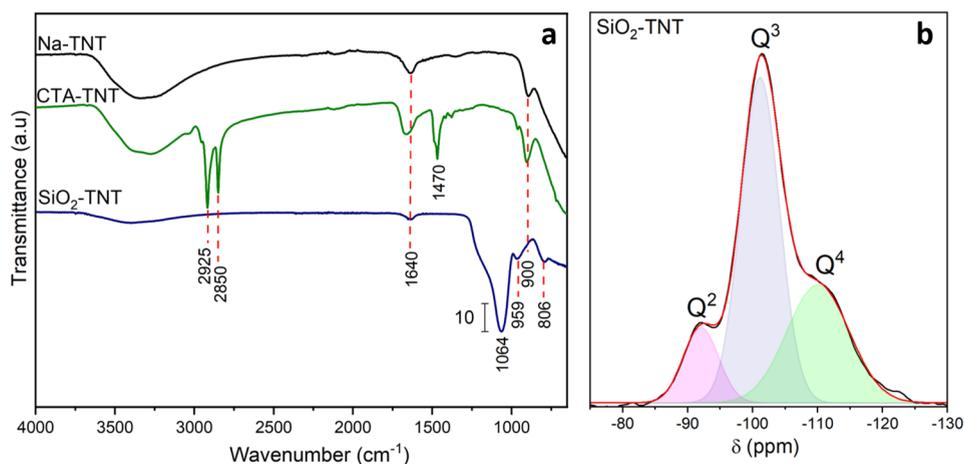 a
Na-TNT
CTA-TNT
SiO2-TNT
2925
2850
1640
1470
1064
959
900
806
10
Transmittance (a.u)
4000 3500 3000 2500 2000 1500 1000
Wavenumber (cm-1)
b
SiO2-TNT
Q3
Q2
Q4
-80 -90 -100 -110 -120 -130
δ (ppm)